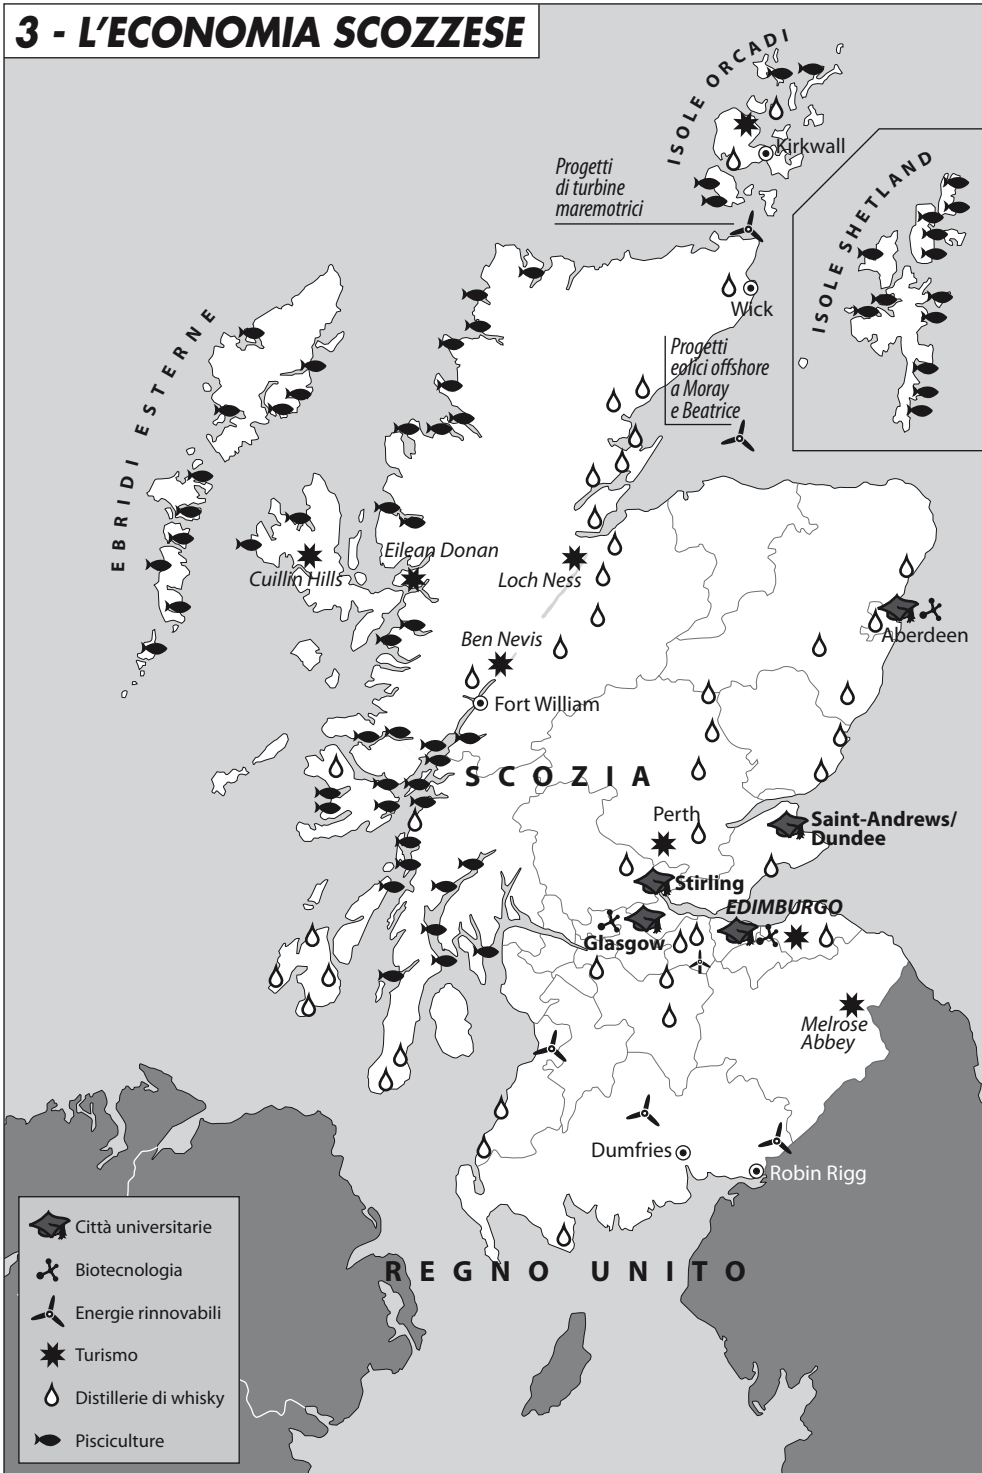 3 - L'ECONOMIA SCOZZESE
ISOLE ORCADI
Kirkwall
Progetti
di turbine
maremotrici
ISOLE SHETLAND
Wick
Progetti
eolici offshore
a Moray
e Beatrice
EBRIDI ESTERNE
Eilean Donan
Cuillin Hills
Loch Ness
Aberdeen
Ben Nevis
Fort William
SCOZIA
Perth
Saint-Andrews/
Dundee
Stirling
EDIMBURGO
Glasgow
Melrose
Abbey
Dumfries
Robin Rigg
REGNO UNITO
Città universitarie
Biotecnologia
Energie rinnovabili
Turismo
Distillerie di whisky
Pisciculture